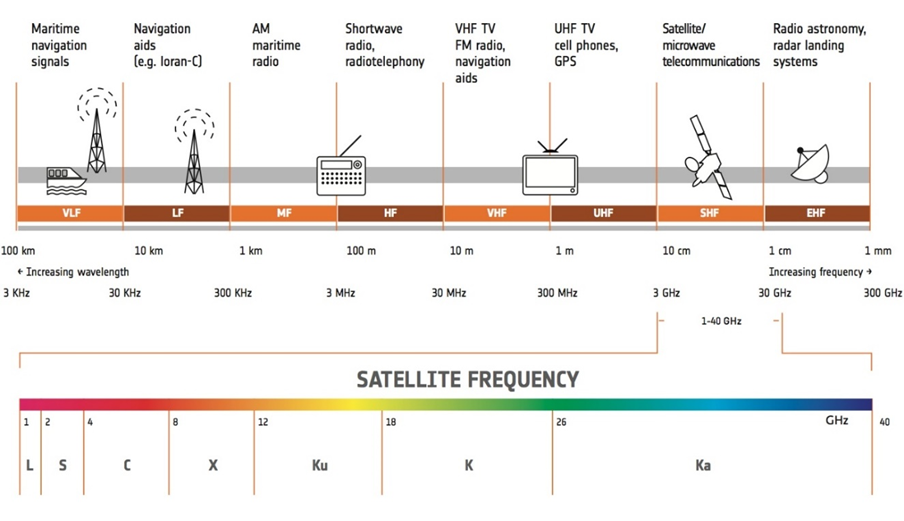 Maritime
navigation
signals
Navigation
aids
(e.g. loran-C)
AM
maritime
radio
Shortwave
radio,
radiotelephony
VHF TV
FM radio,
navigation
aids
UHF TV
cell phones,
GPS
Satellite/
microwave
telecommunications
Radio astronomy,
radar landing
systems
VLF LF MF HF VHF UHF SHF EHF
100 km 10 km 1 km 100 m 10 m 1 m 10 cm 1 cm 1 mm
← Increasing wavelength Increasing frequency →
3 KHz 30 KHz 300 KHz 3 MHz 30 MHz 300 MHz 3 GHz 30 GHz 300 GHz
1-40 GHz
SATELLITE FREQUENCY
1 2 4 8 12 18 26 GHz 40
L S C X Ku K Ka